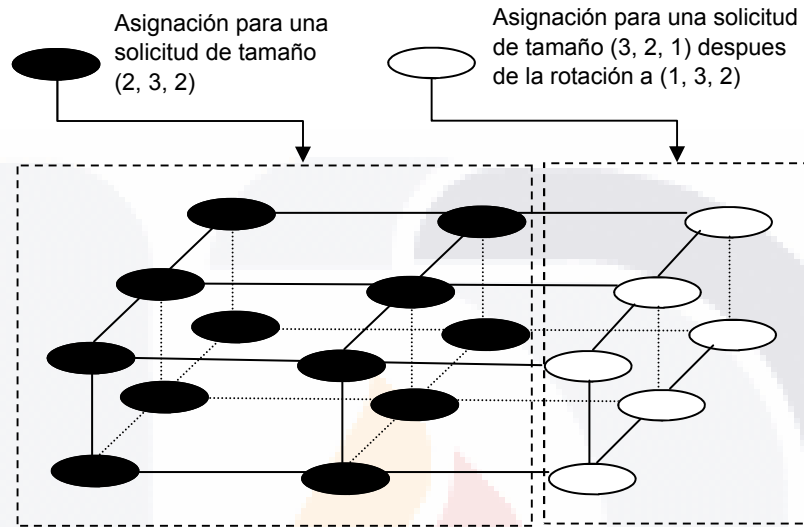 Asignación para una
solicitud de tamaño
(2, 3, 2)
Asignación para una solicitud
de tamaño (3, 2, 1) despues
de la rotación a (1, 3, 2)